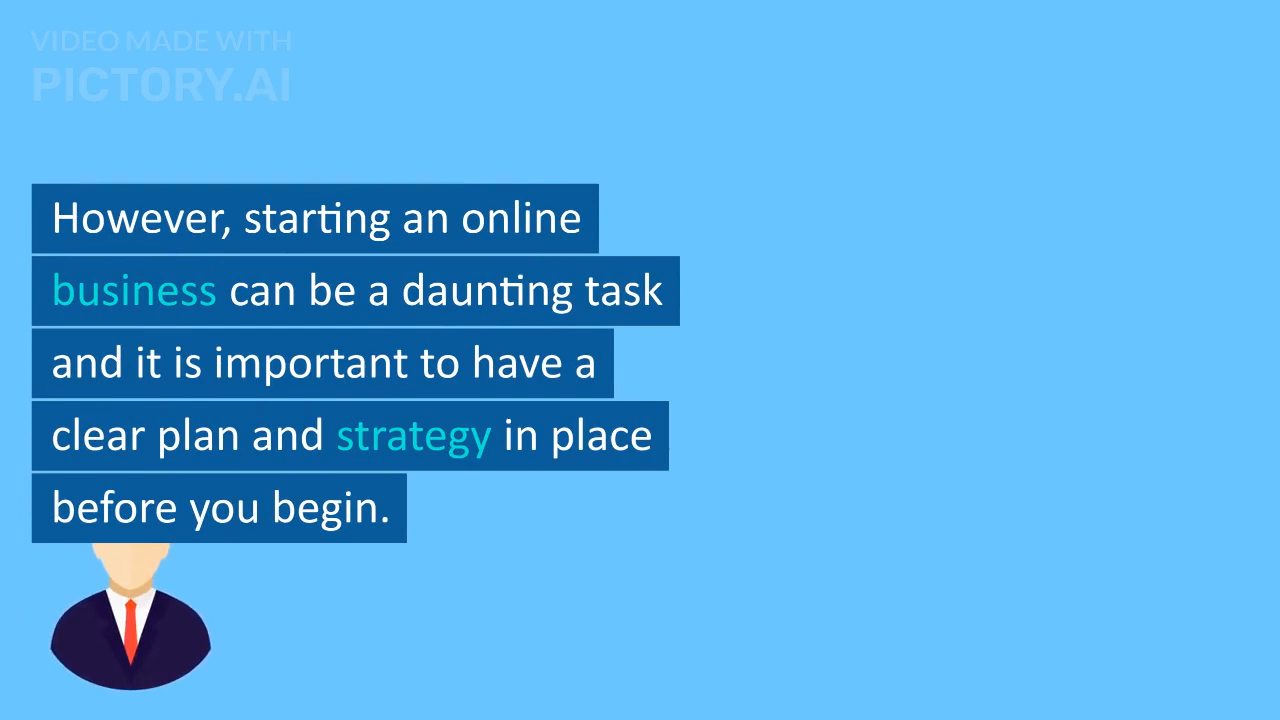 VIDEO MADE WITH
PICTORY.AI
However, starting an online
business can be a daunting task
and it is important to have a
clear plan and strategy in place
before you begin.